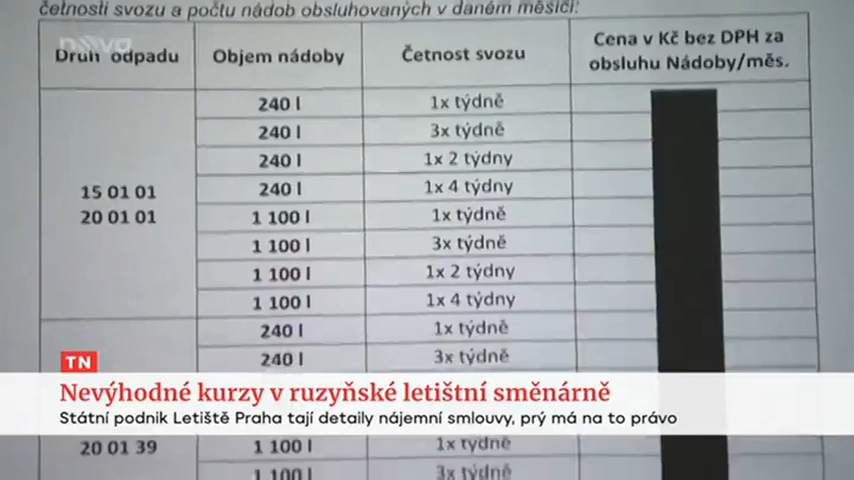 četnosti svozu a počtu nádob obsluhovaných v daném měsíci:
nova
Druh odpadu Objem nádoby Četnost svozu Cena v Kč bez DPH za
obsluhu Nádoby/měs.
240 l 1x týdně
240 l 3x týdně
240 l 1x 2 týdny
15 01 01
20 01 01
240 l 1x 4 týdny
1 100 l 1x týdně
1 100 l 3x týdně
1 100 l 1x 2 týdny
1 100 l 1x 4 týdny
240 l 1x týdně
240 l 3x týdně
TN
Nevýhodné kurzy v ruzyňské letištní směnárně
Státní podnik Letiště Praha tají detaily nájemní smlouvy, prý má na to právo
20 01 39 1 100 l 1x týdně
1 100 l 3x týdně